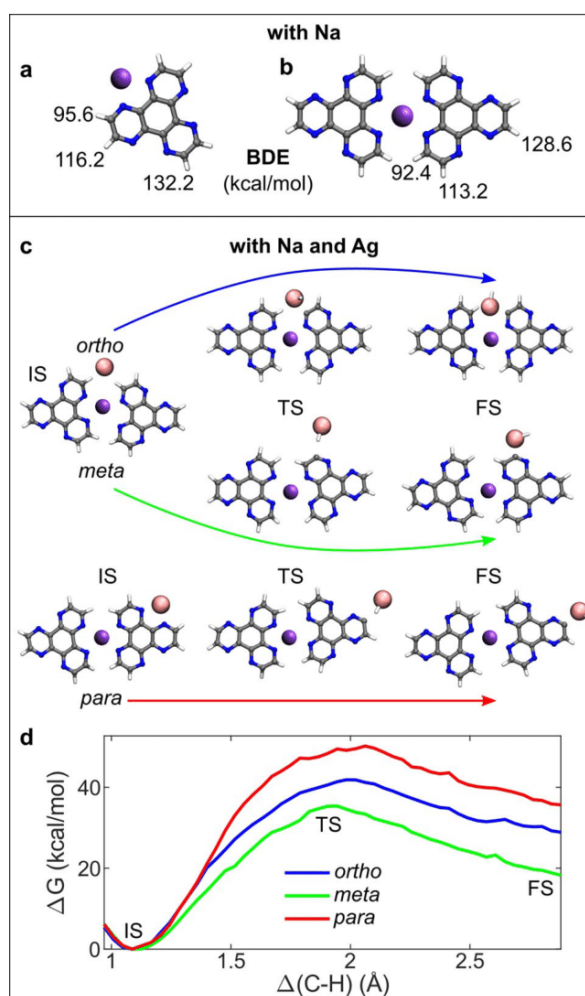 with Na
a
b
95.6
116.2
132.2
BDE
(kcal/mol)
92.4
113.2
128.6
c
with Na and Ag
ortho
IS
meta
TS
FS
IS
TS
FS
para
d
ΔG (kcal/mol)
40
20
0
IS
TS
FS
ortho
meta
para
1
1.5
2
2.5
Δ(C-H) (Å)